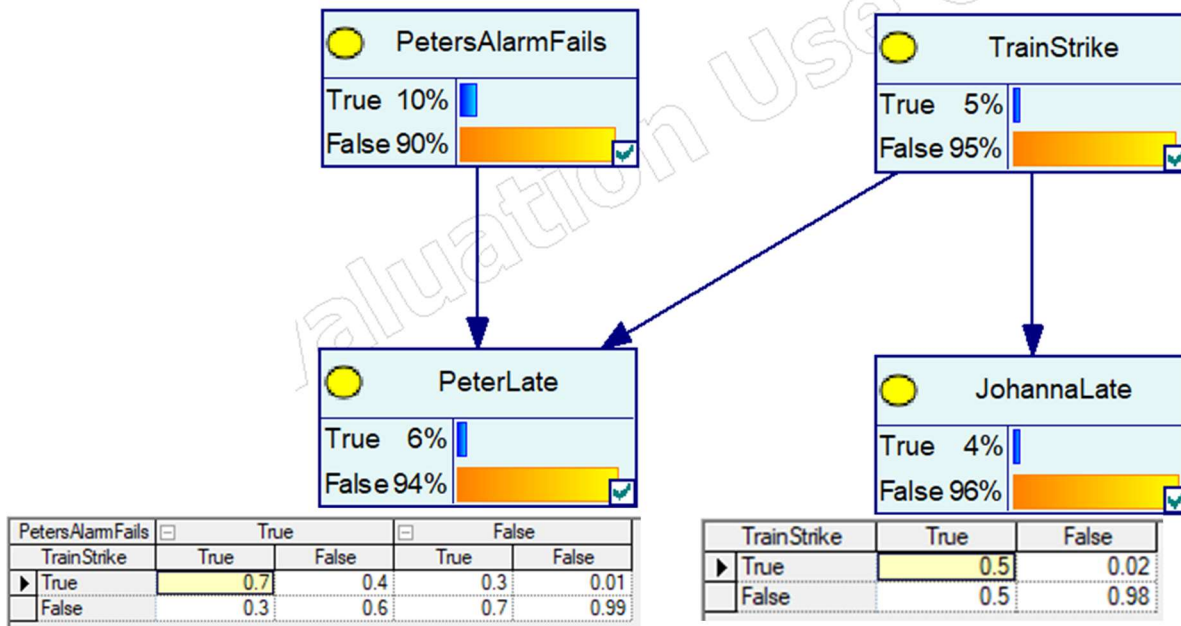 PetersAlarmFails
True 10%
False 90%
TrainStrike
True 5%
False 95%
PeterLate
True 6%
False 94%
JohannaLate
True 4%
False 96%
PetersAlarmFails True False
TrainStrike True False True False
True 0.7 0.4 0.3 0.01
False 0.3 0.6 0.7 0.99
TrainStrike True False
True 0.5 0.02
False 0.5 0.98